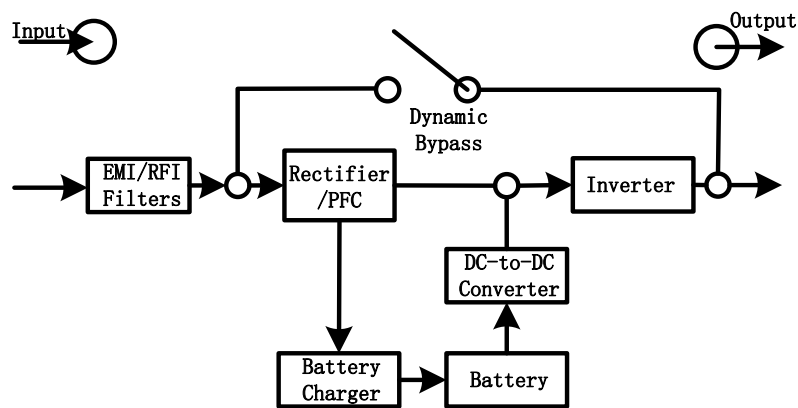 Input
Output
Dynamic
Bypass
EMI/RFI
Filters
Rectifier
/PFC
Inverter
DC-to-DC
Converter
Battery
Charger
Battery